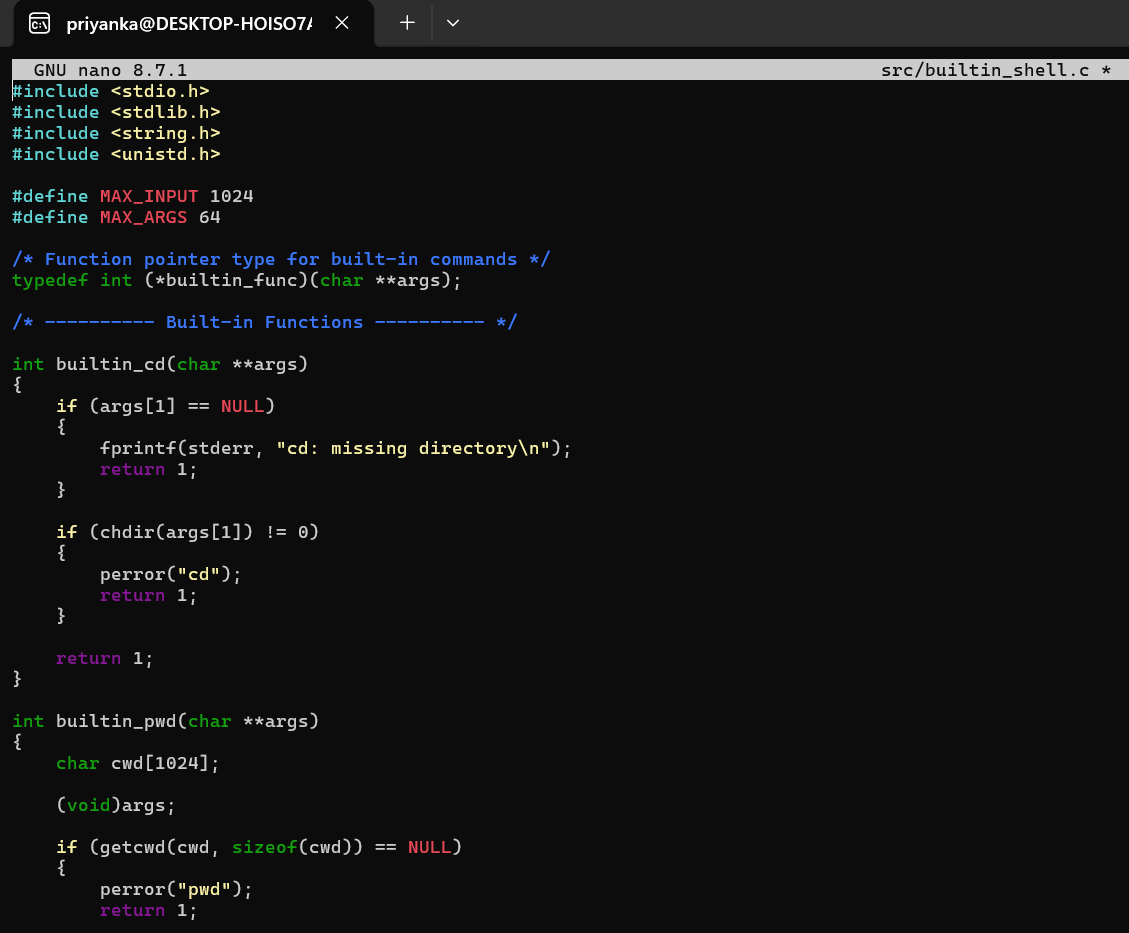 priyanka@DESKTOP-HOISO7
GNU nano 8.7.1 src/builtin_shell.c *
#include <stdio.h>
#include <stdlib.h>
#include <string.h>
#include <unistd.h>

#define MAX_INPUT 1024
#define MAX_ARGS 64

/* Function pointer type for built-in commands */
typedef int (*builtin_func)(char **args);

/* ---------- Built-in Functions ---------- */

int builtin_cd(char **args)
{
    if (args[1] == NULL)
    {
        fprintf(stderr, "cd: missing directory\n");
        return 1;
    }

    if (chdir(args[1]) != 0)
    {
        perror("cd");
        return 1;
    }

    return 1;
}

int builtin_pwd(char **args)
{
    char cwd[1024];

    (void)args;

    if (getcwd(cwd, sizeof(cwd)) == NULL)
    {
        perror("pwd");
        return 1;